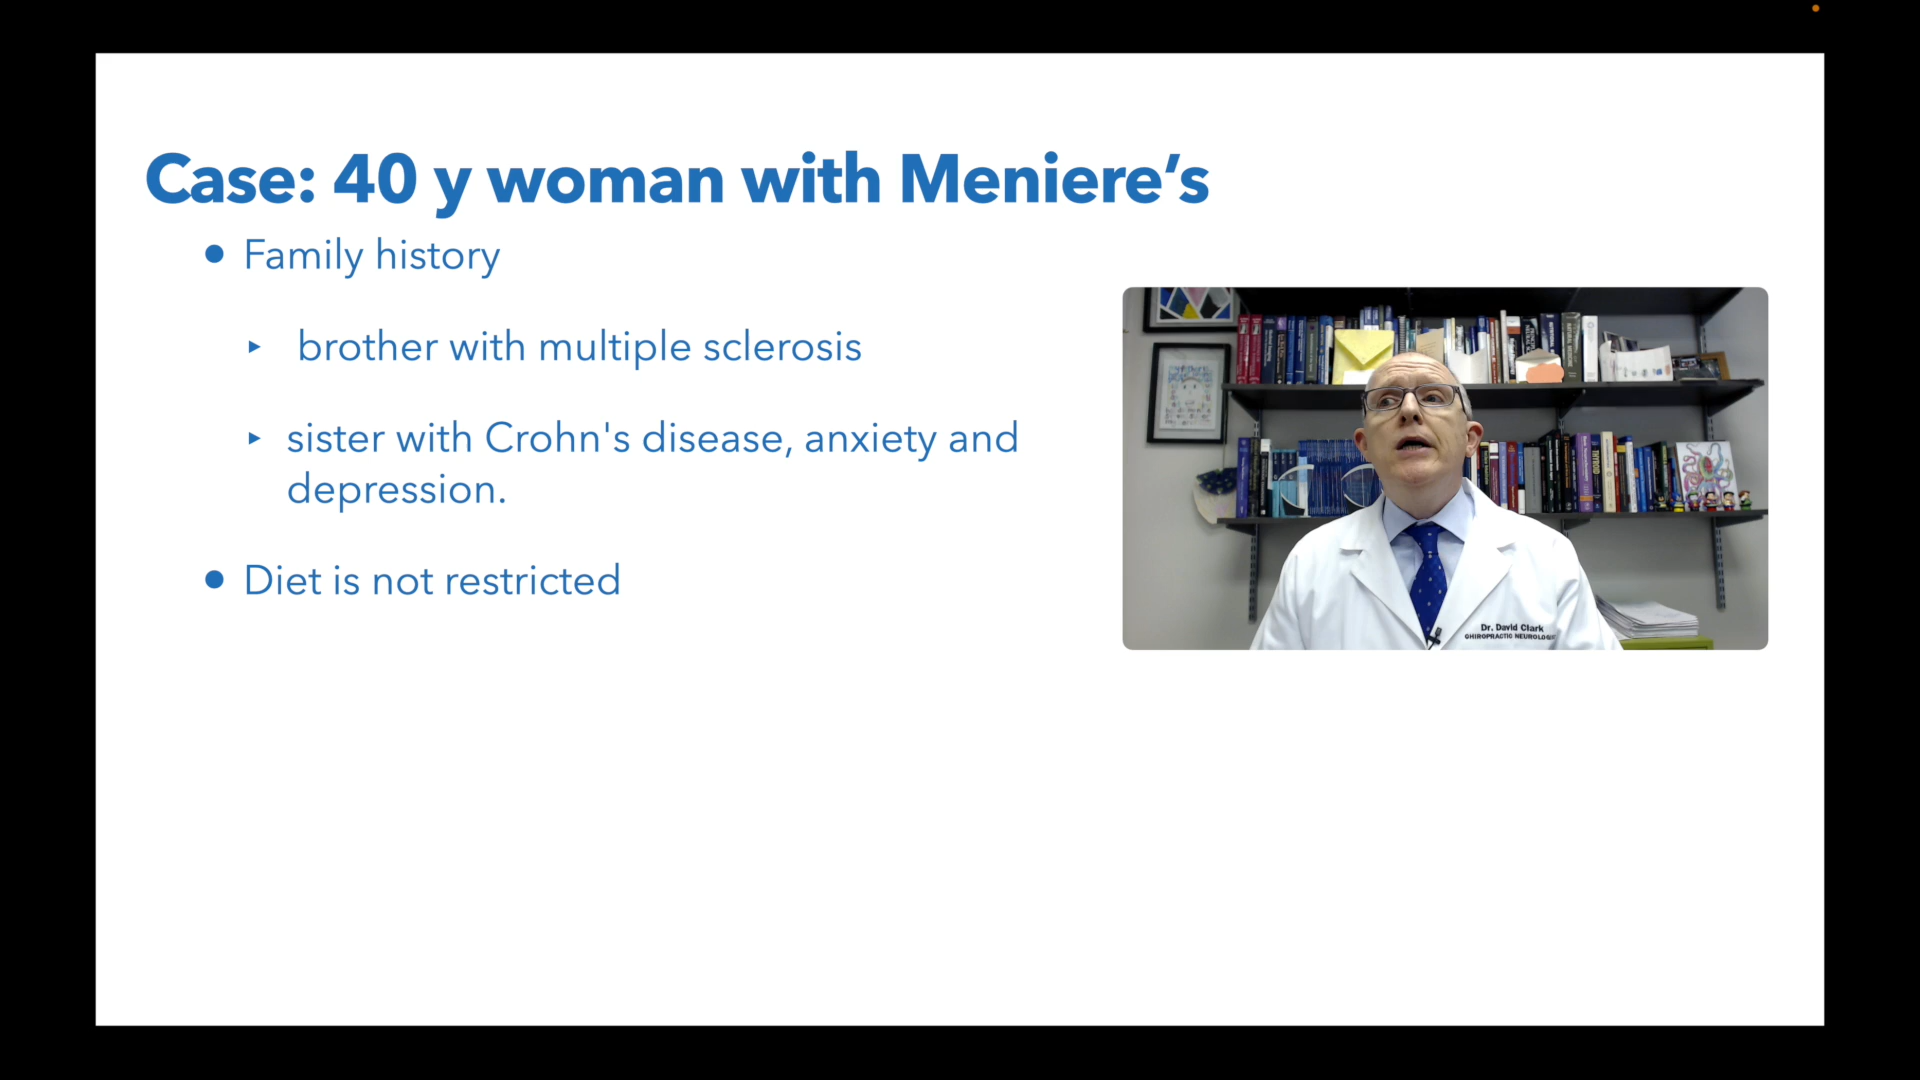 Case: 40 y woman with Meniere’s
● Family history
‣ brother with multiple sclerosis
‣ sister with Crohn's disease, anxiety and
depression.
● Diet is not restricted
Dr. David Clark
CHIROPRACTIC NEUROLOGIST